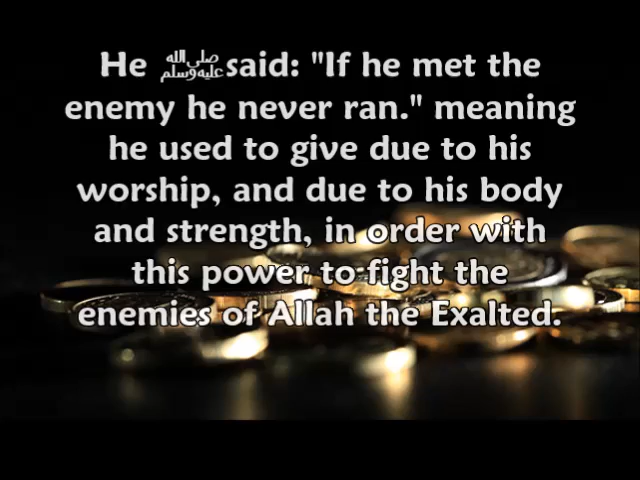 He ﷺ said: "If he met the
enemy he never ran." meaning
he used to give due to his
worship, and due to his body
and strength, in order with
this power to fight the
enemies of Allah the Exalted.